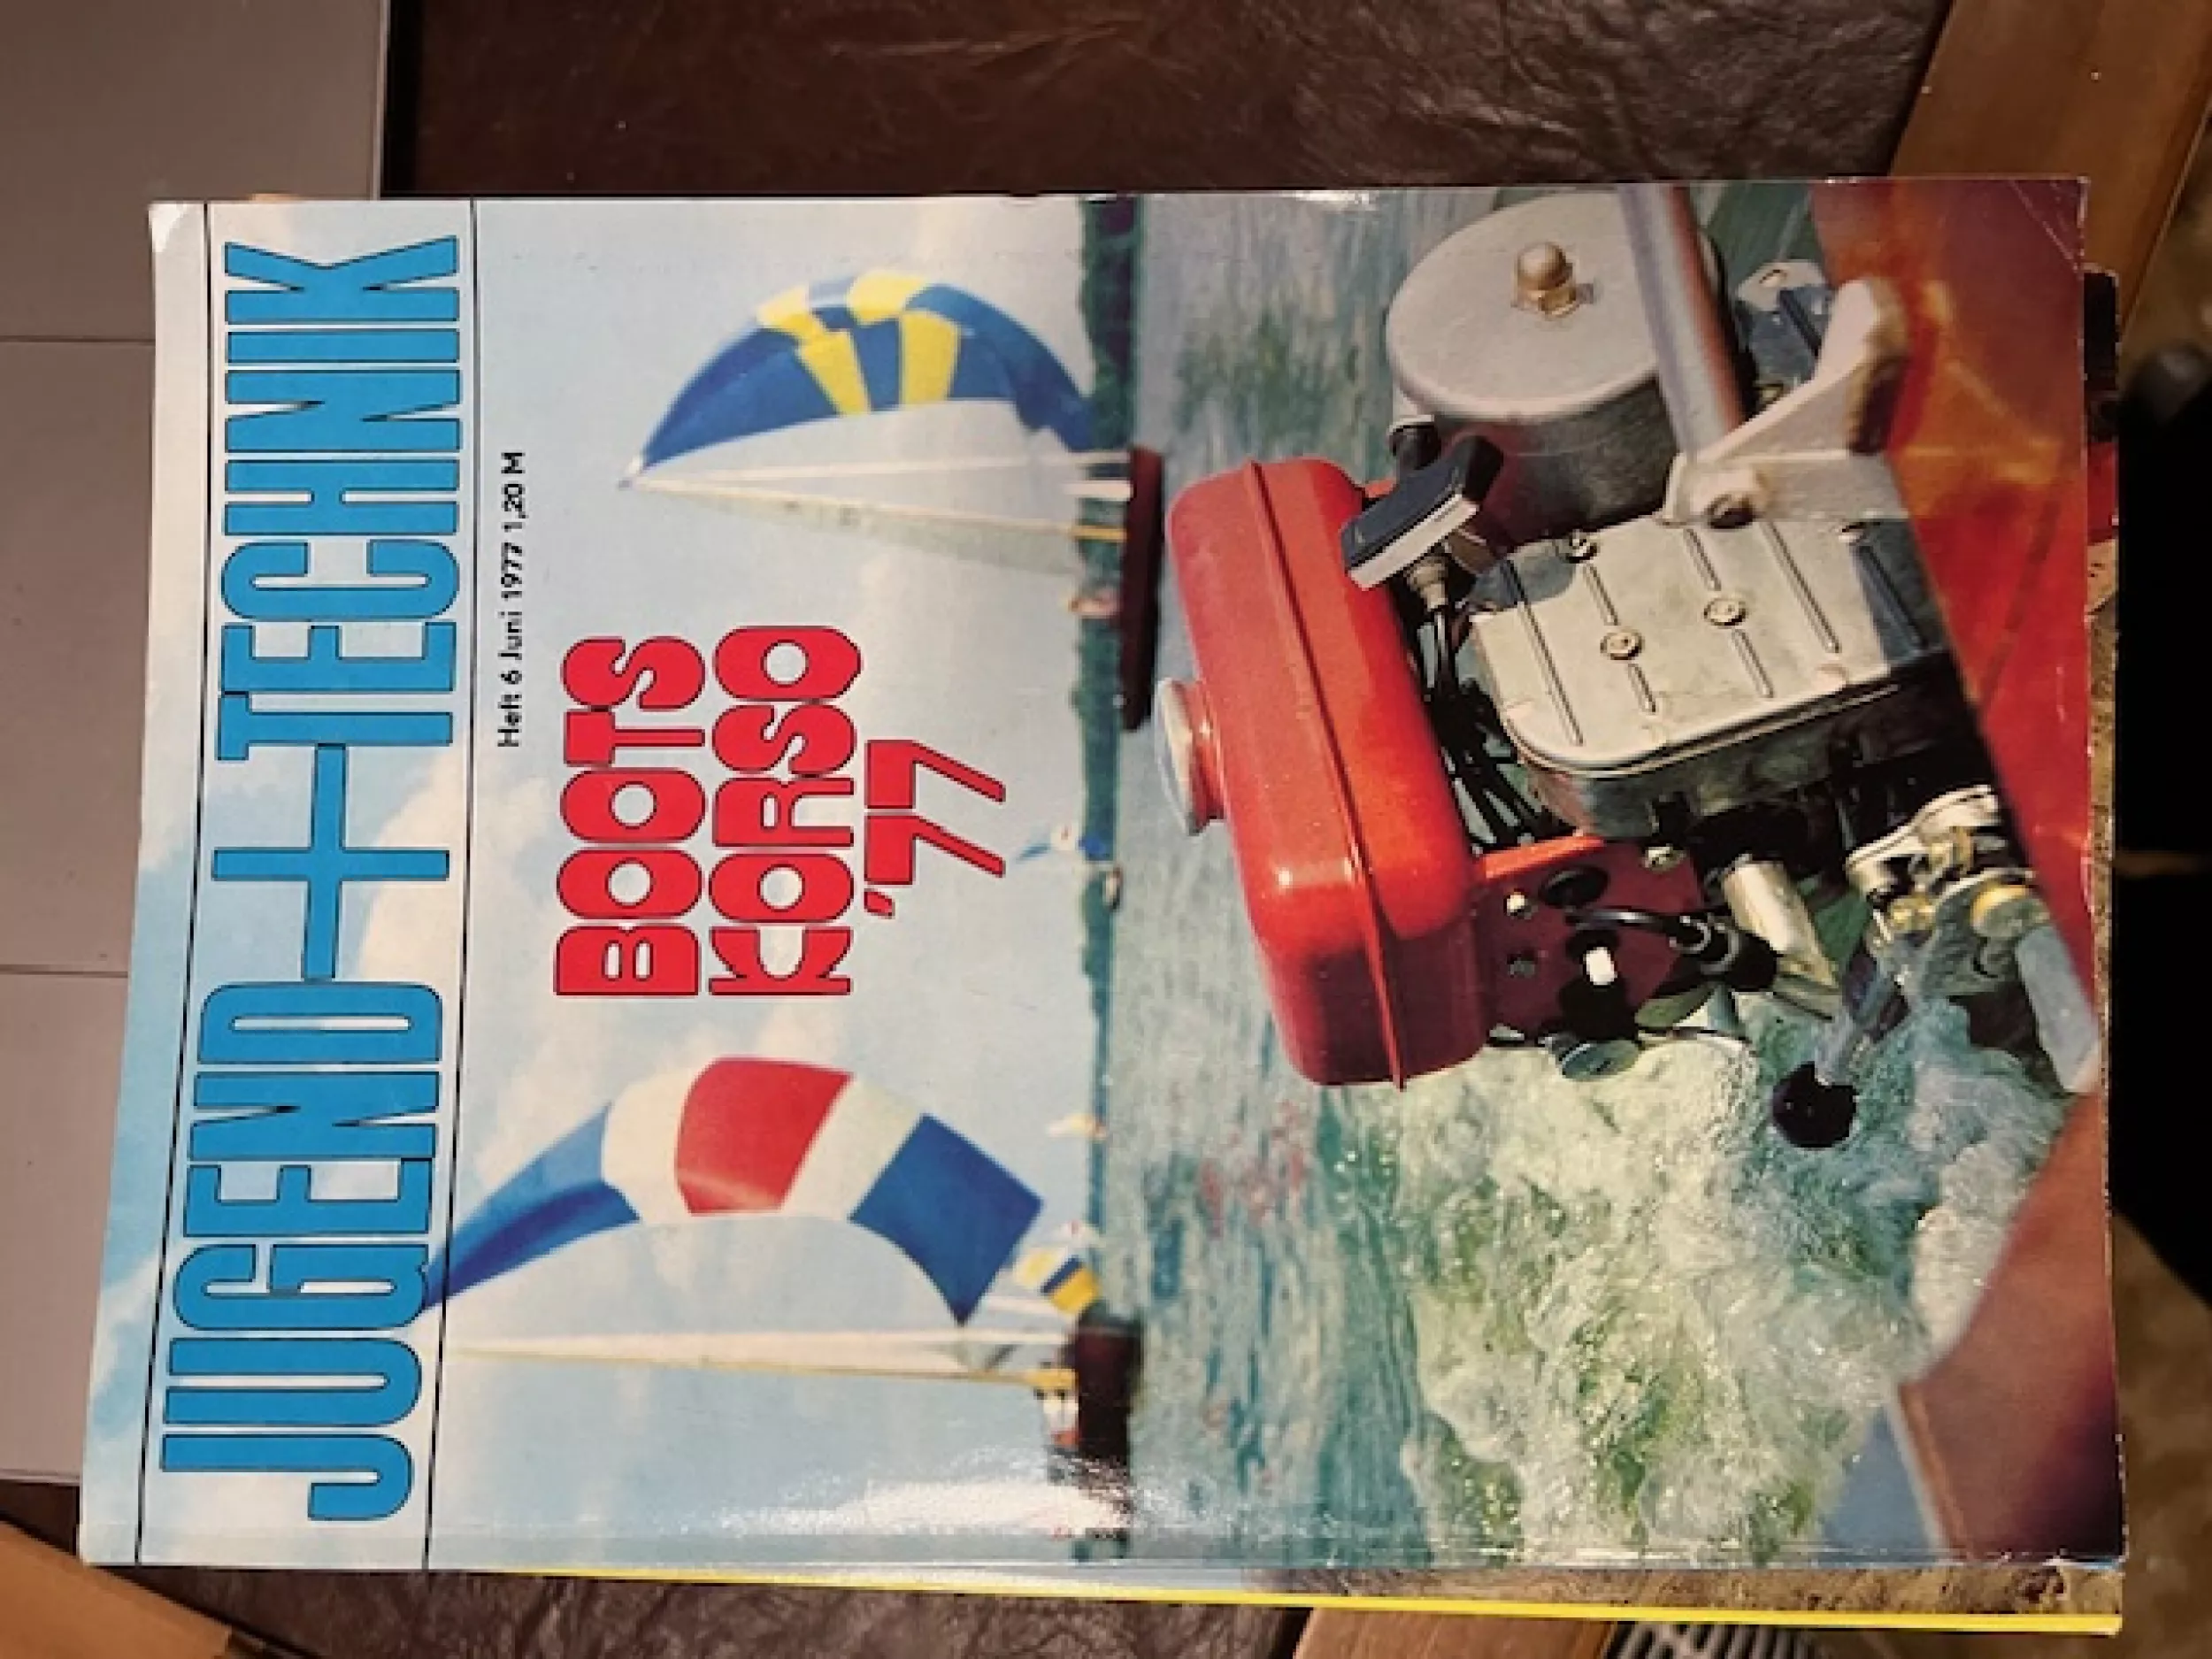 JUGEND+TECHNIK
Heft 6 Juni 1977 1,20 M
BOOTS
KORSO
'77